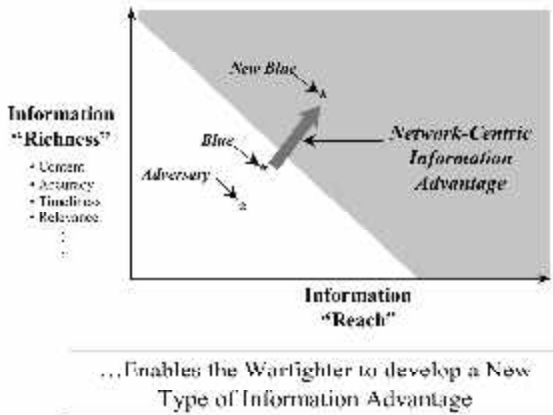 New Blue
Information
"Richness"
• Content
• Accuracy
• Timeliness
• Relevance
Blue
Adversary
Network-Centric
Information
Advantage
Information
"Reach"
…Enables the Warfighter to develop a New
Type of Information Advantage